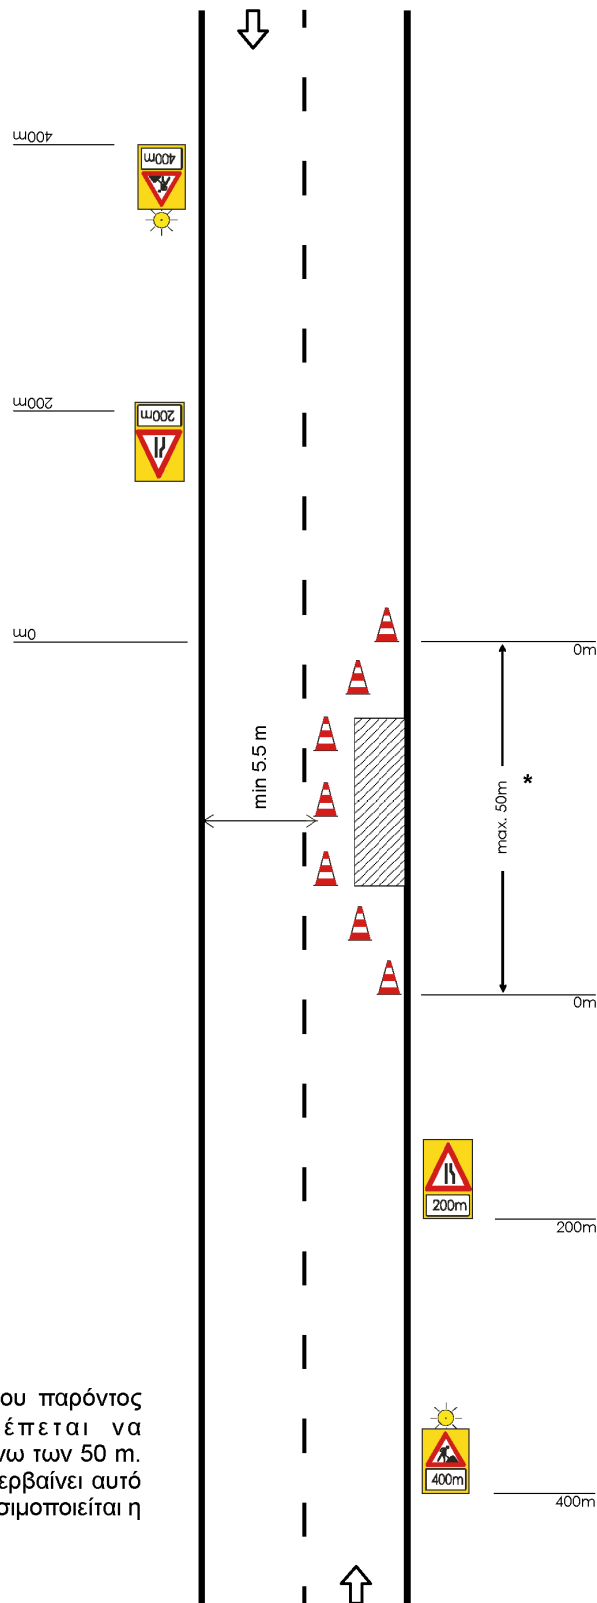 400m
400m
200m
200m
0m
0m
min 5.5 m
max. 50m
*
0m
200m
200m
400m
400m
ου παρόντος
έπεται να
νω των 50 m.
ερβαίνει αυτό
σιμοποιείται η